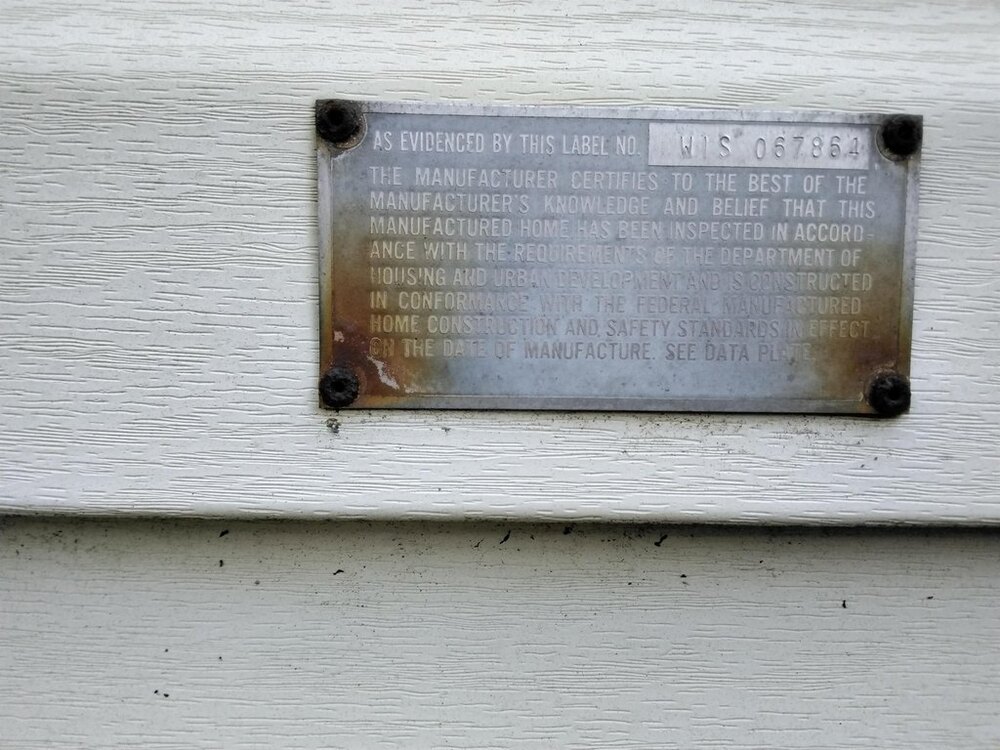 AS EVIDENCED BY THIS LABEL NO. WIS 067864
THE MANUFACTURER CERTIFIES TO THE BEST OF THE
MANUFACTURER'S KNOWLEDGE AND BELIEF THAT THIS
MANUFACTURED HOME HAS BEEN INSPECTED IN ACCORD-
ANCE WITH THE REQUIREMENTS OF THE DEPARTMENT OF
HOUSING AND URBAN DEVELOPMENT AND IS CONSTRUCTED
IN CONFORMANCE WITH THE FEDERAL MANUFACTURED
HOME CONSTRUCTION AND SAFETY STANDARDS IN EFFECT
ON THE DATE OF MANUFACTURE. SEE DATA PLATE.